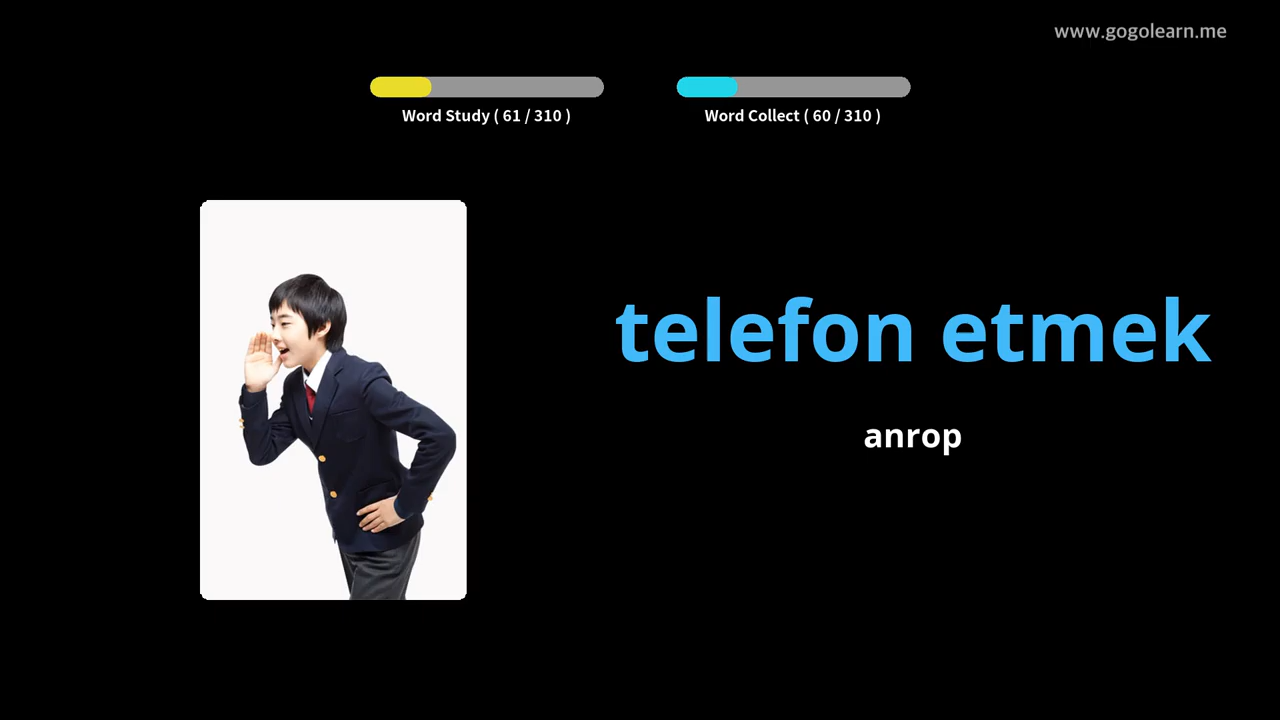 www.gogolearn.me
Word Study ( 61 / 310 )
Word Collect ( 60 / 310 )
telefon etmek
anrop